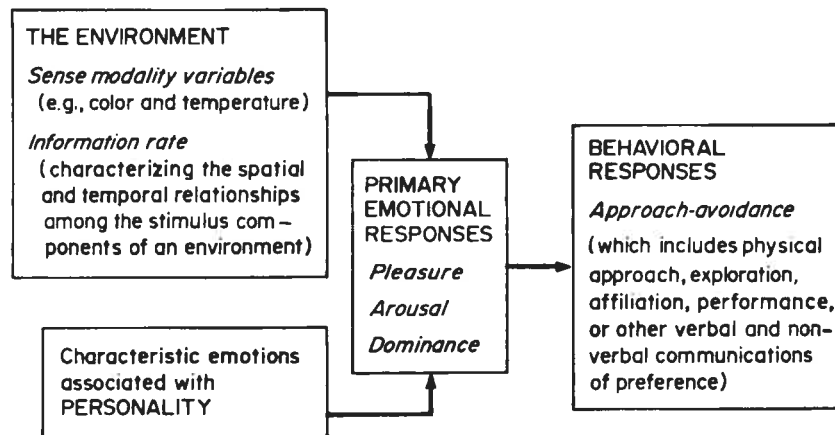 THE ENVIRONMENT
Sense modality variables
(e.g., color and temperature)
Information rate
(characterizing the spatial
and temporal relationships
among the stimulus com-
ponents of an environment)
Characteristic emotions
associated with
PERSONALITY
PRIMARY
EMOTIONAL
RESPONSES
Pleasure
Arousal
Dominance
BEHAVIORAL
RESPONSES
Approach-avoidance
(which includes physical
approach, exploration,
affiliation, performance,
or other verbal and non-
verbal communications
of preference)